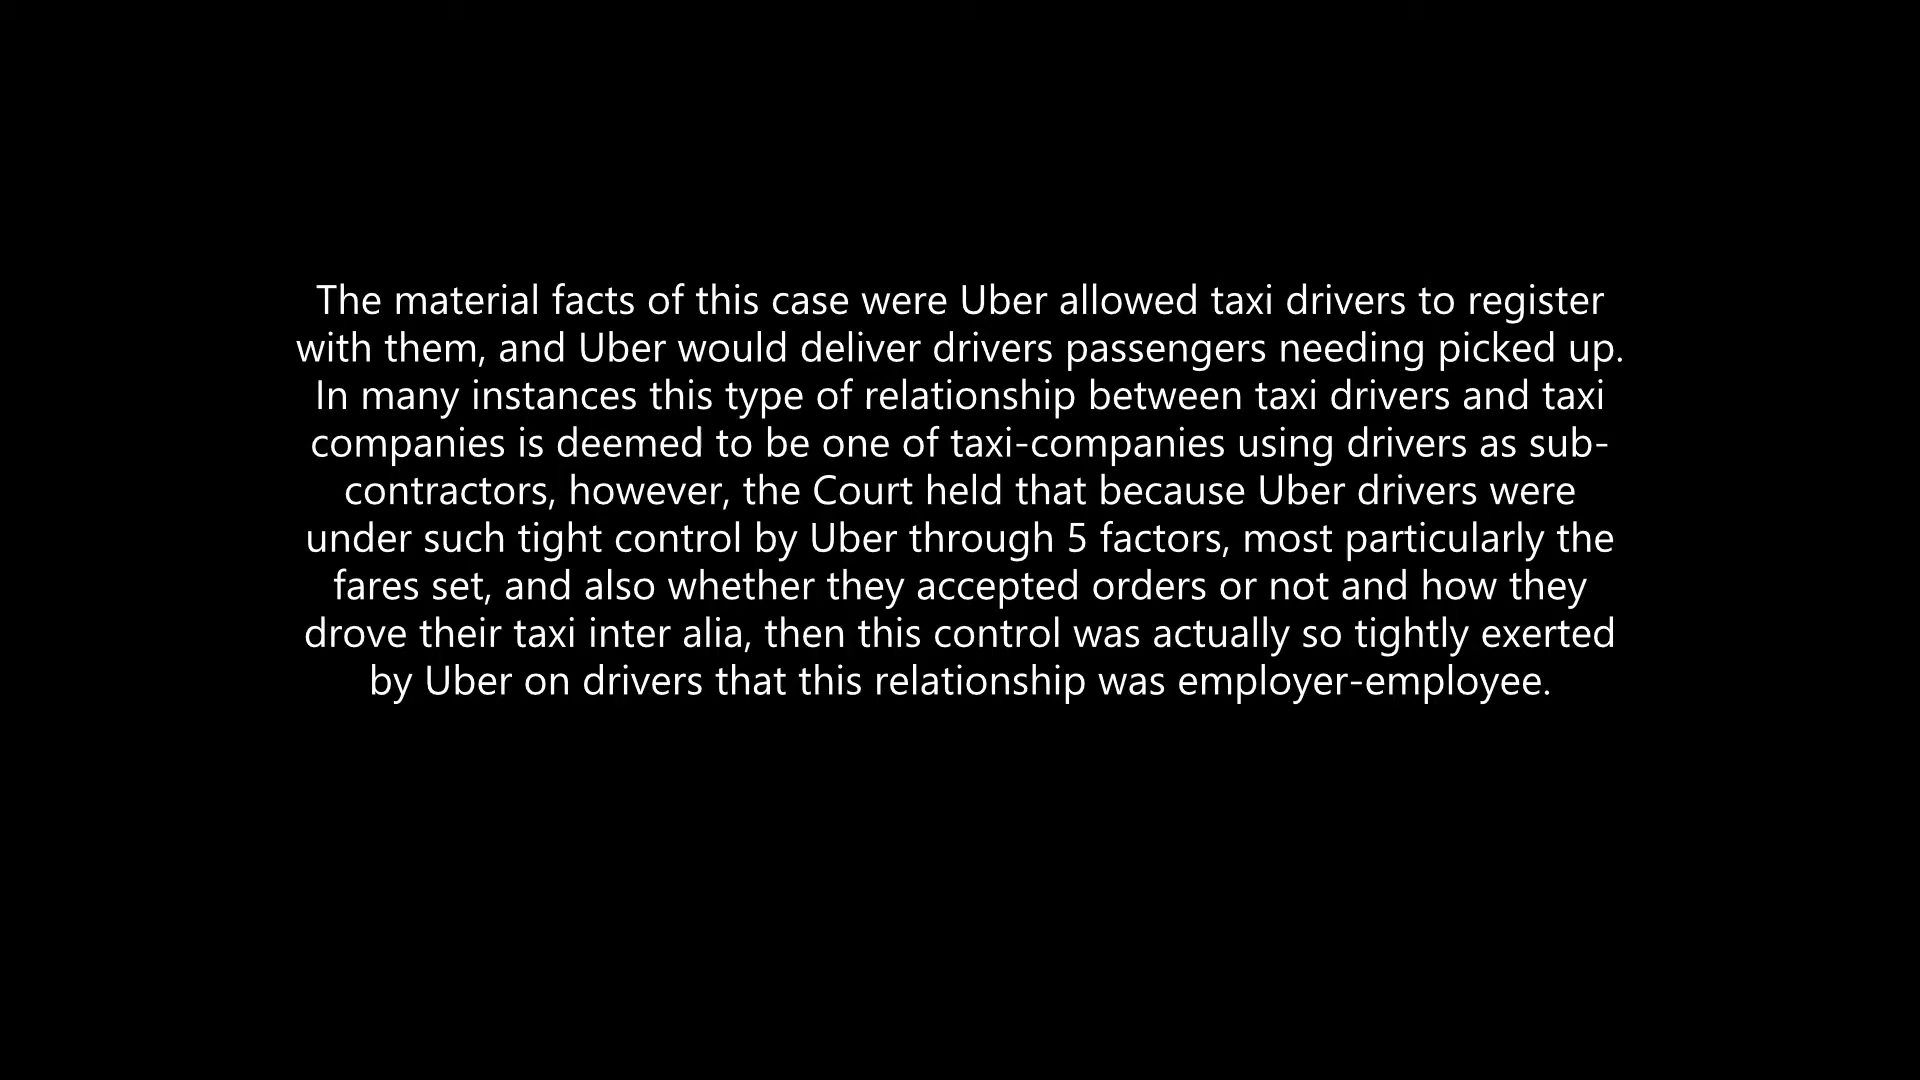 The material facts of this case were Uber allowed taxi drivers to register
with them, and Uber would deliver drivers passengers needing picked up.
In many instances this type of relationship between taxi drivers and taxi
companies is deemed to be one of taxi-companies using drivers as sub-
contractors, however, the Court held that because Uber drivers were
under such tight control by Uber through 5 factors, most particularly the
fares set, and also whether they accepted orders or not and how they
drove their taxi inter alia, then this control was actually so tightly exerted
by Uber on drivers that this relationship was employer-employee.